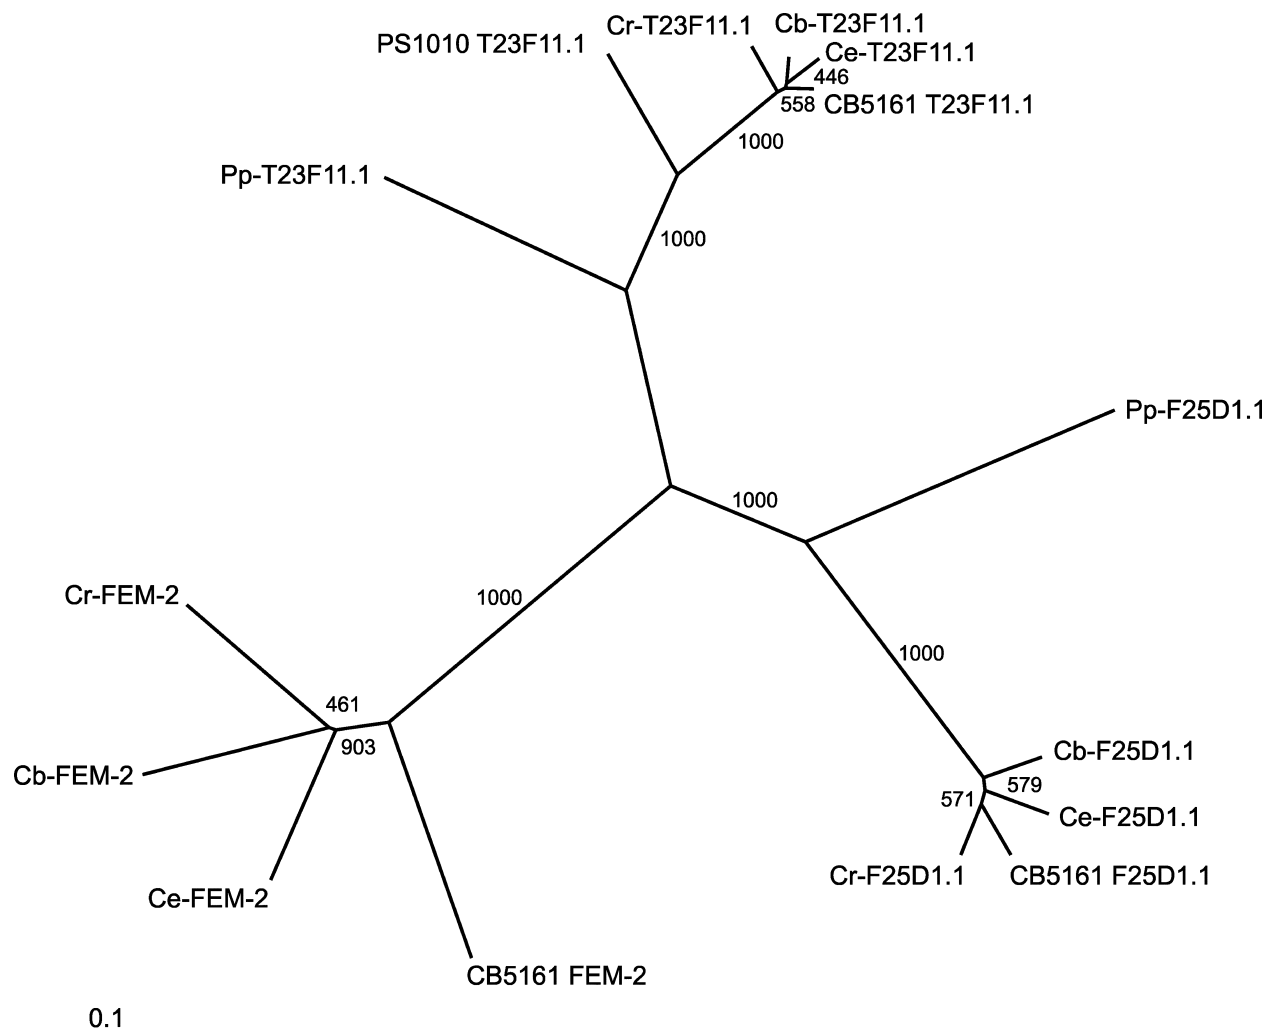 Cr-T23F11.1
Cb-T23F11.1
PS1010 T23F11.1
Ce-T23F11.1
446
558
CB5161 T23F11.1
1000
Pp-T23F11.1
1000
Pp-F25D1.1
1000
Cr-FEM-2
1000
1000
461
903
Cb-FEM-2
Cb-F25D1.1
579
571
Ce-F25D1.1
Cr-F25D1.1
CB5161 F25D1.1
Ce-FEM-2
CB5161 FEM-2
0.1